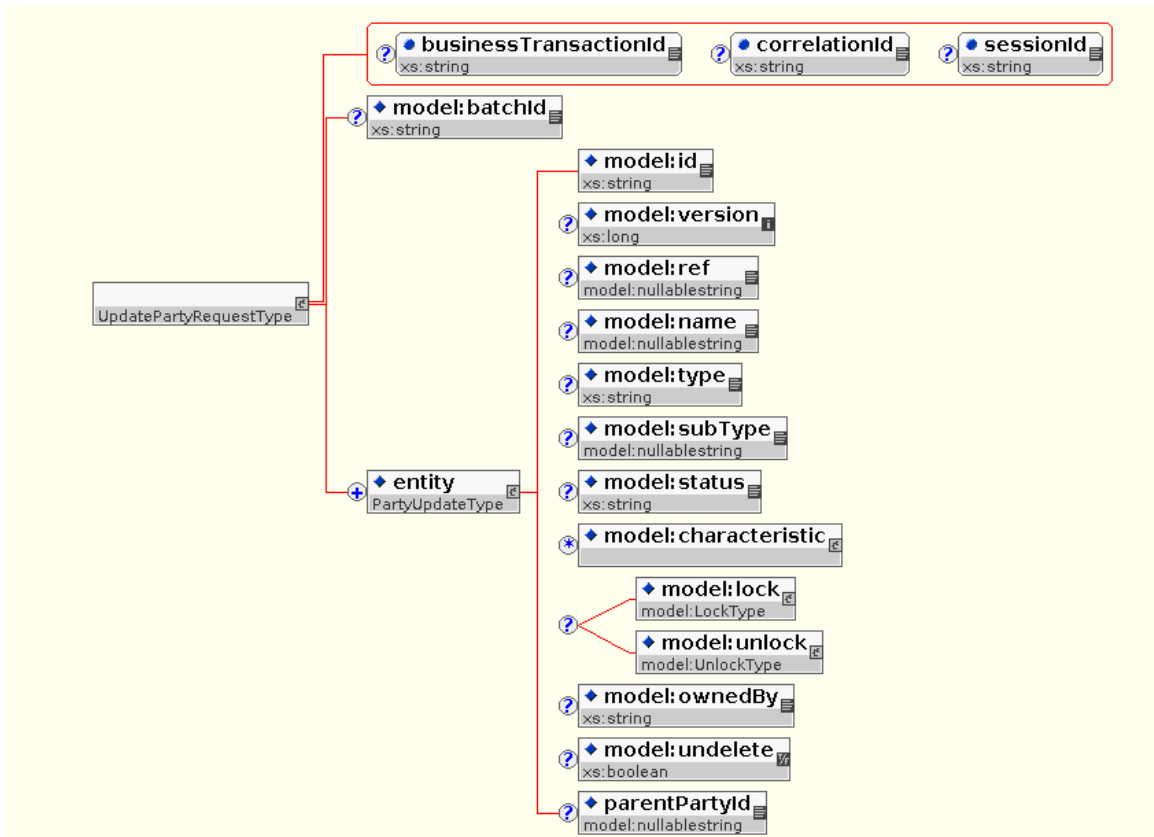 businessTransactionId
xs:string
correlationId
xs:string
sessionId
xs:string
model:batchId
xs:string
model:id
xs:string
model:version
xs:long
model:ref
model:nullablestring
model:name
model:nullablestring
UpdatePartyRequestType
model:type
xs:string
model:subType
model:nullablestring
entity
PartyUpdateType
model:status
xs:string
model:characteristic
model:lock
model:LockType
model:unlock
model:UnlockType
model:ownedBy
xs:string
model:undelete
xs:boolean
parentPartyId
model:nullablestring